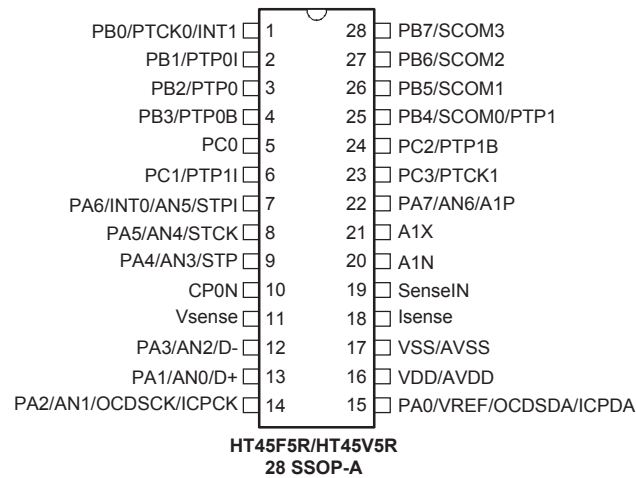 PB0/PTCK0/INT1 1 28 PB7/SCOM3
PB1/PTP0I 2 27 PB6/SCOM2
PB2/PTP0 3 26 PB5/SCOM1
PB3/PTP0B 4 25 PB4/SCOM0/PTP1
PC0 5 24 PC2/PTP1B
PC1/PTP1I 6 23 PC3/PTCK1
PA6/INT0/AN5/STPI 7 22 PA7/AN6/A1P
PA5/AN4/STCK 8 21 A1X
PA4/AN3/STP 9 20 A1N
CP0N 10 19 SenseIN
Vsense 11 18 Isense
PA3/AN2/D- 12 17 VSS/AVSS
PA1/AN0/D+ 13 16 VDD/AVDD
PA2/AN1/OCDSCK/ICPCK 14 15 PA0/VREF/OCDSDA/ICPDA
HT45F5R/HT45V5R
28 SSOP-A